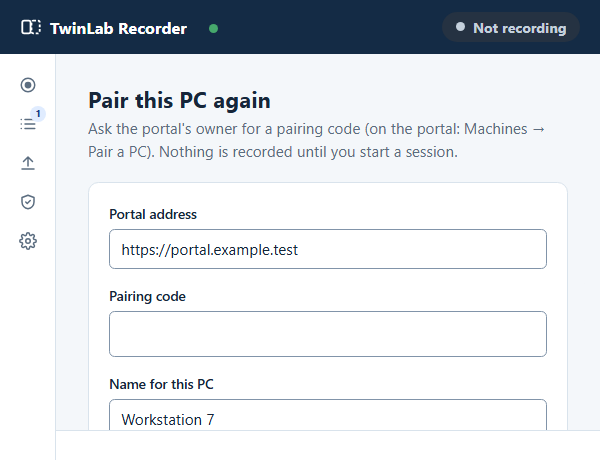 TwinLab Recorder
Not recording
1
Pair this PC again
Ask the portal's owner for a pairing code (on the portal: Machines →
Pair a PC). Nothing is recorded until you start a session.
Portal address
https://portal.example.test
Pairing code
Name for this PC
Workstation 7